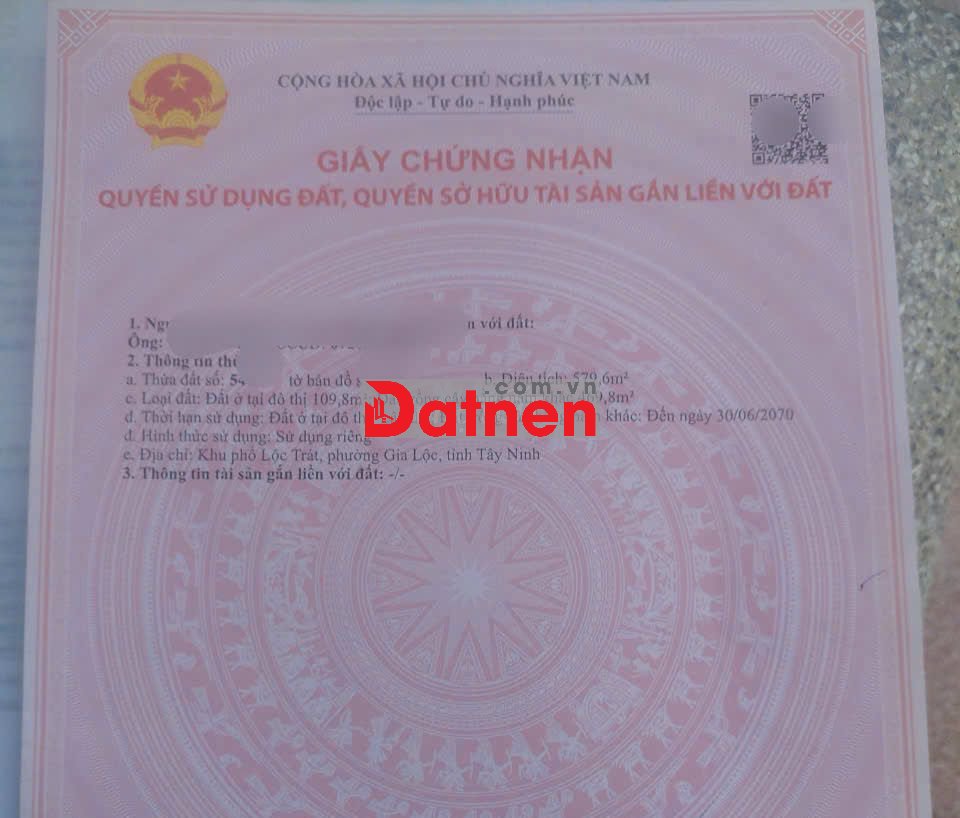 CỘNG HÒA XÃ HỘI CHỦ NGHĨA VIỆT NAM
Độc lập - Tự do - Hạnh phúc
GIẤY CHỨNG NHẬN
QUYỀN SỬ DỤNG ĐẤT, QUYỀN SỞ HỮU TÀI SẢN GẮN LIỀN VỚI ĐẤT
1. với đất:
Ông:
2. Thông tin
a. Thửa đất số: tờ bản đồ Diện tích: 579,6m²
c. Loại đất: Đất ở tại đô thị 109,8m²
.com.vn
Datnen
d. Thời hạn sử dụng: Đất ở tại đô khác: Đến ngày 30/06/2070
đ. Hình thức sử dụng: Sử dụng riêng
e. Địa chỉ: Khu phố Lộc Trát, phường Gia Lộc, tỉnh Tây Ninh
3. Thông tin tài sản gắn liền với đất: -/-